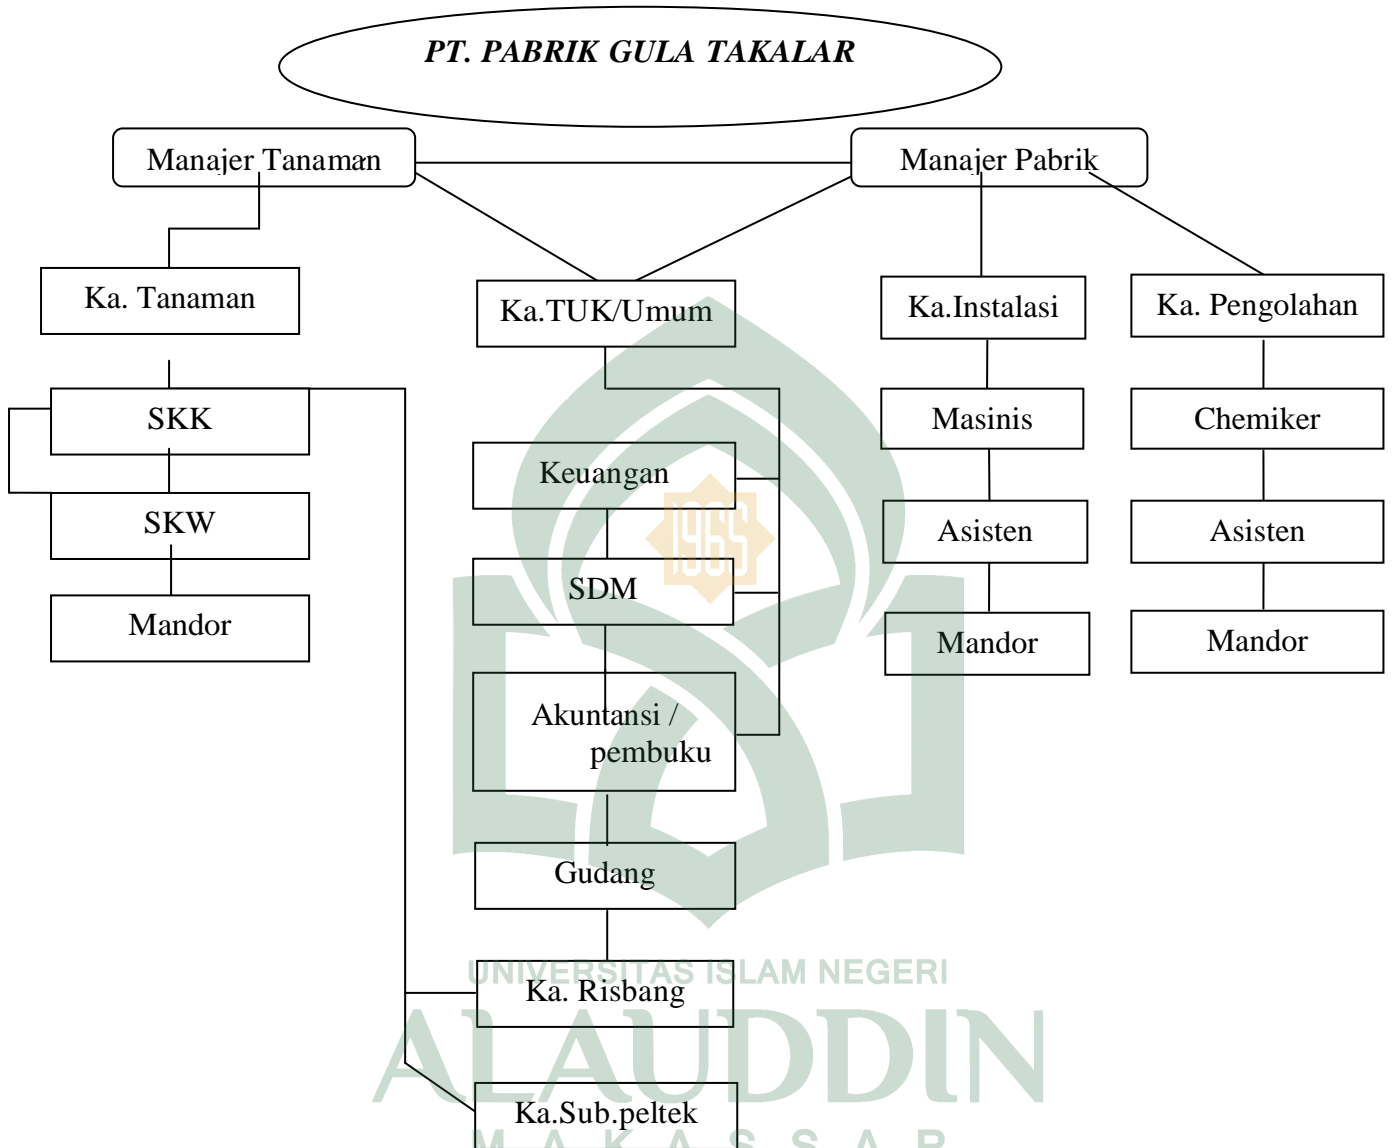 PT. PABRIK GULA TAKALAR
Manajer Tanaman
Manajer Pabrik
Ka. Tanaman
Ka.TUK/Umum
Ka.Instalasi
Ka. Pengolahan
SKK
Masinis
Chemiker
Keuangan
1965
SKW
Asisten
Asisten
SDM
Mandor
Mandor
Mandor
Akuntansi /
pembuku
Gudang
UNIVERSITAS ISLAM NEGERI
Ka. Risbang
ALAUDDIN
Ka.Sub.peltek
MAKASSAR